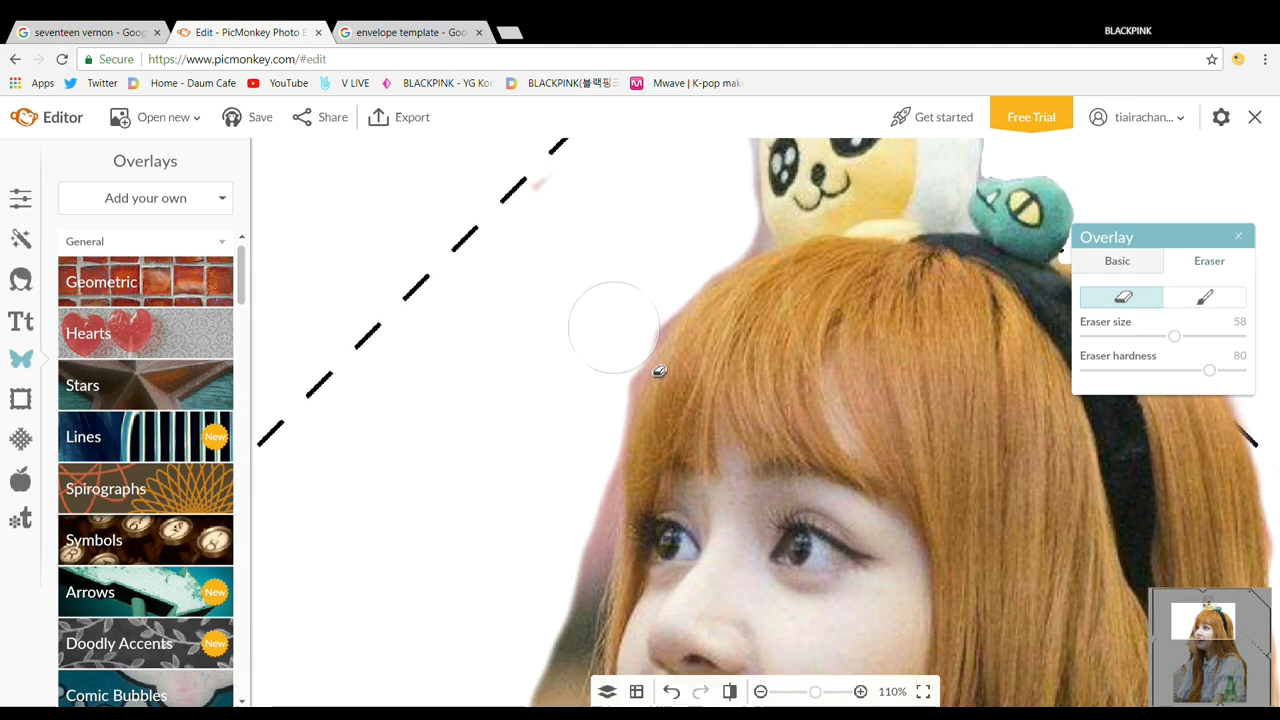 BLACKPINK
seventeen vernon - Goog
Edit - PicMonkey Photo E
envelope template - Goo
Secure
https://www.picmonkey.com/#edit
Apps
Twitter
Home - Daum Cafe
YouTube
V LIVE
BLACKPINK - YG Kor
BLACKPINK(블랙핑크
Mwave | K-pop mak
Editor
Open new
Save
Share
Export
Get started
Free Trial
tiairachan...
Overlays
Add your own
General
Geometric
Hearts
Stars
Lines
New
Spirographs
Symbols
Arrows
New
Doodly Accents
New
Comic Bubbles
Tt
t
Overlay
Basic
Eraser
Eraser size
58
Eraser hardness
80
110%